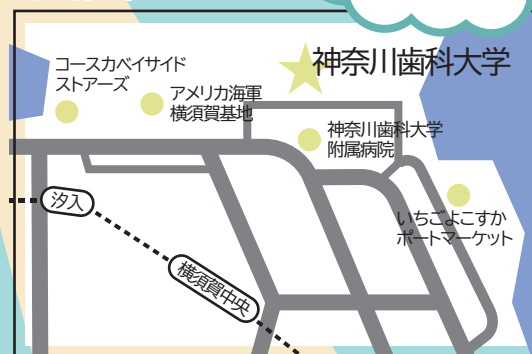 コースカベイサイド
ストアーズ
アメリカ海軍
横須賀基地
神奈川歯科大学
神奈川歯科大学
附属病院
いちごよこすか
ポートマーケット
汐入
横須賀中央